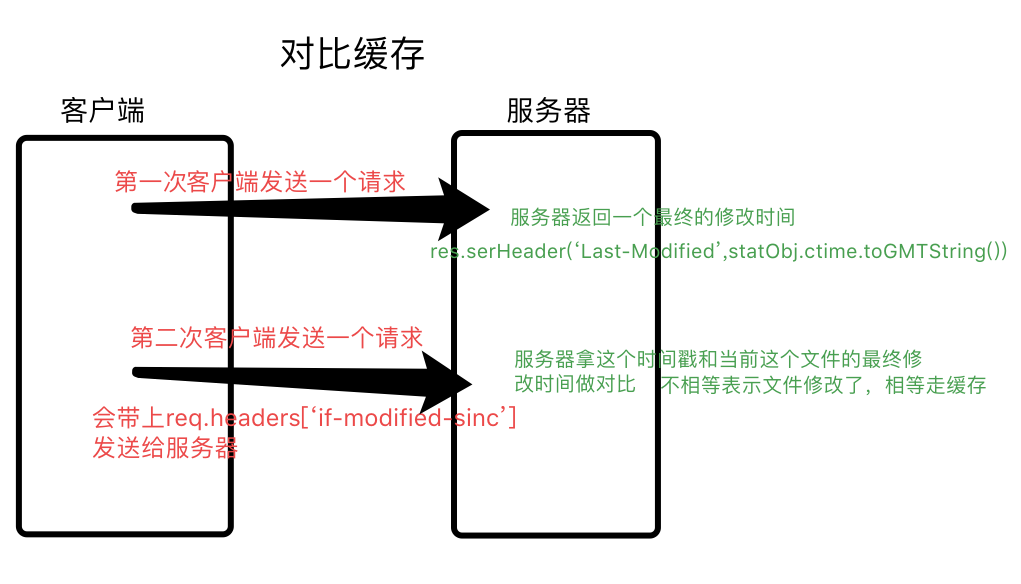 对比缓存
客户端
服务器
第一次客户端发送一个请求
服务器返回一个最终的修改时间
res.serHeader(‘Last-Modified’,statObj.ctime.toGMTString())
第二次客户端发送一个请求
服务器拿这个时间戳和当前这个文件的最终修
改时间做对比 不相等表示文件修改了，相等走缓存
会带上req.headers[‘if-modified-sinc’]
发送给服务器